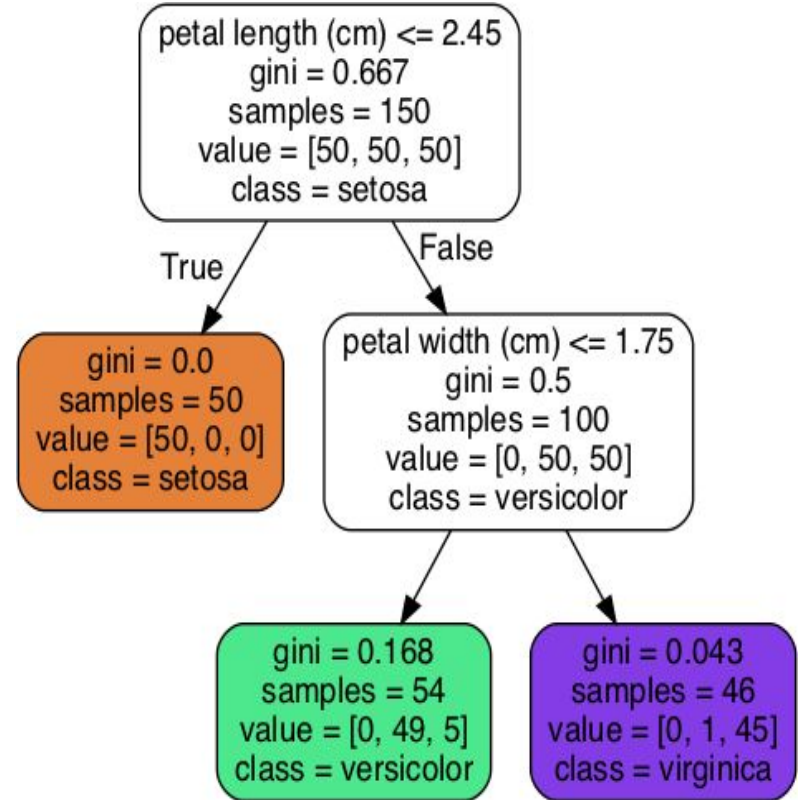 petal length (cm) <= 2.45
gini = 0.667
samples = 150
value = [50, 50, 50]
class = setosa
True
False
gini = 0.0
samples = 50
value = [50, 0, 0]
class = setosa
petal width (cm) <= 1.75
gini = 0.5
samples = 100
value = [0, 50, 50]
class = versicolor
gini = 0.168
samples = 54
value = [0, 49, 5]
class = versicolor
gini = 0.043
samples = 46
value = [0, 1, 45]
class = virginica